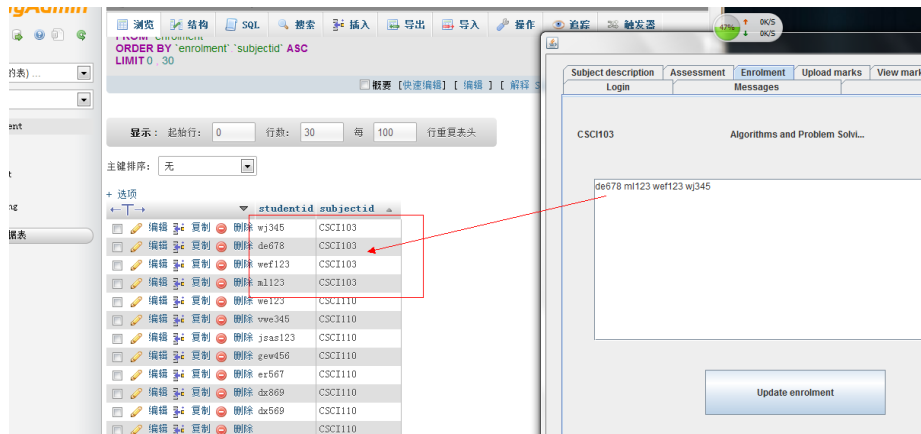 浏览 结构 SQL 搜索 插入 导出 导入 操作 追踪 触发器
47% 0K/S
0K/S
FROM `enrolment`
ORDER BY `enrolment`.`subjectid` ASC
LIMIT 0 , 30
概要 [快速编辑] [ 编辑 ] [ 解释 S
显示: 起始行: 0 行数: 30 每 100 行重复表头
主键排序: 无
+ 选项
←T→ studentid subjectid
编辑 复制 删除 wj345 CSCI103
编辑 复制 删除 de678 CSCI103
编辑 复制 删除 wef123 CSCI103
编辑 复制 删除 ml123 CSCI103
编辑 复制 删除 we123 CSCI110
编辑 复制 删除 vwe345 CSCI110
编辑 复制 删除 jsas123 CSCI110
编辑 复制 删除 gew456 CSCI110
编辑 复制 删除 er567 CSCI110
编辑 复制 删除 dx869 CSCI110
编辑 复制 删除 dx569 CSCI110
编辑 复制 删除 CSCI110
Subject description Assessment Enrolment Upload marks View mark
Login Messages
CSCI103 Algorithms and Problem Solvi...
de678 ml123 wef123 wj345
Update enrolment